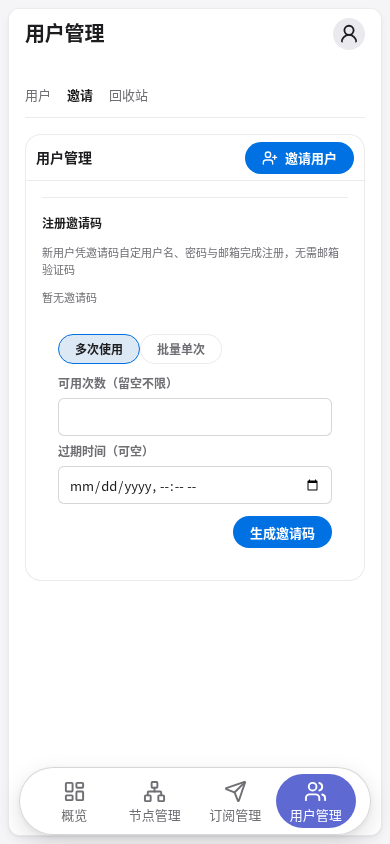 用户管理
用户 邀请 回收站
用户管理
邀请用户
注册邀请码
新用户凭邀请码自定用户名、密码与邮箱完成注册，无需邮箱
验证码
暂无邀请码
多次使用 批量单次
可用次数（留空不限）
过期时间（可空）
mm/dd/yyyy, --:-- --
生成邀请码
概览 节点管理 订阅管理 用户管理